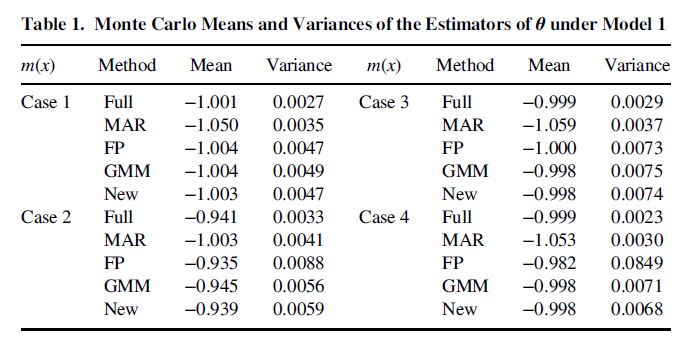 Table 1. Monte Carlo Means and Variances of the Estimators of θ under Model 1
m(x) Method Mean Variance m(x) Method Mean Variance
Case 1 Full −1.001 0.0027 Case 3 Full −0.999 0.0029
MAR −1.050 0.0035 MAR −1.059 0.0037
FP −1.004 0.0047 FP −1.000 0.0073
GMM −1.004 0.0049 GMM −0.998 0.0075
New −1.003 0.0047 New −0.998 0.0074
Case 2 Full −0.941 0.0033 Case 4 Full −0.999 0.0023
MAR −1.003 0.0041 MAR −1.053 0.0030
FP −0.935 0.0088 FP −0.982 0.0849
GMM −0.945 0.0056 GMM −0.998 0.0071
New −0.939 0.0059 New −0.998 0.0068